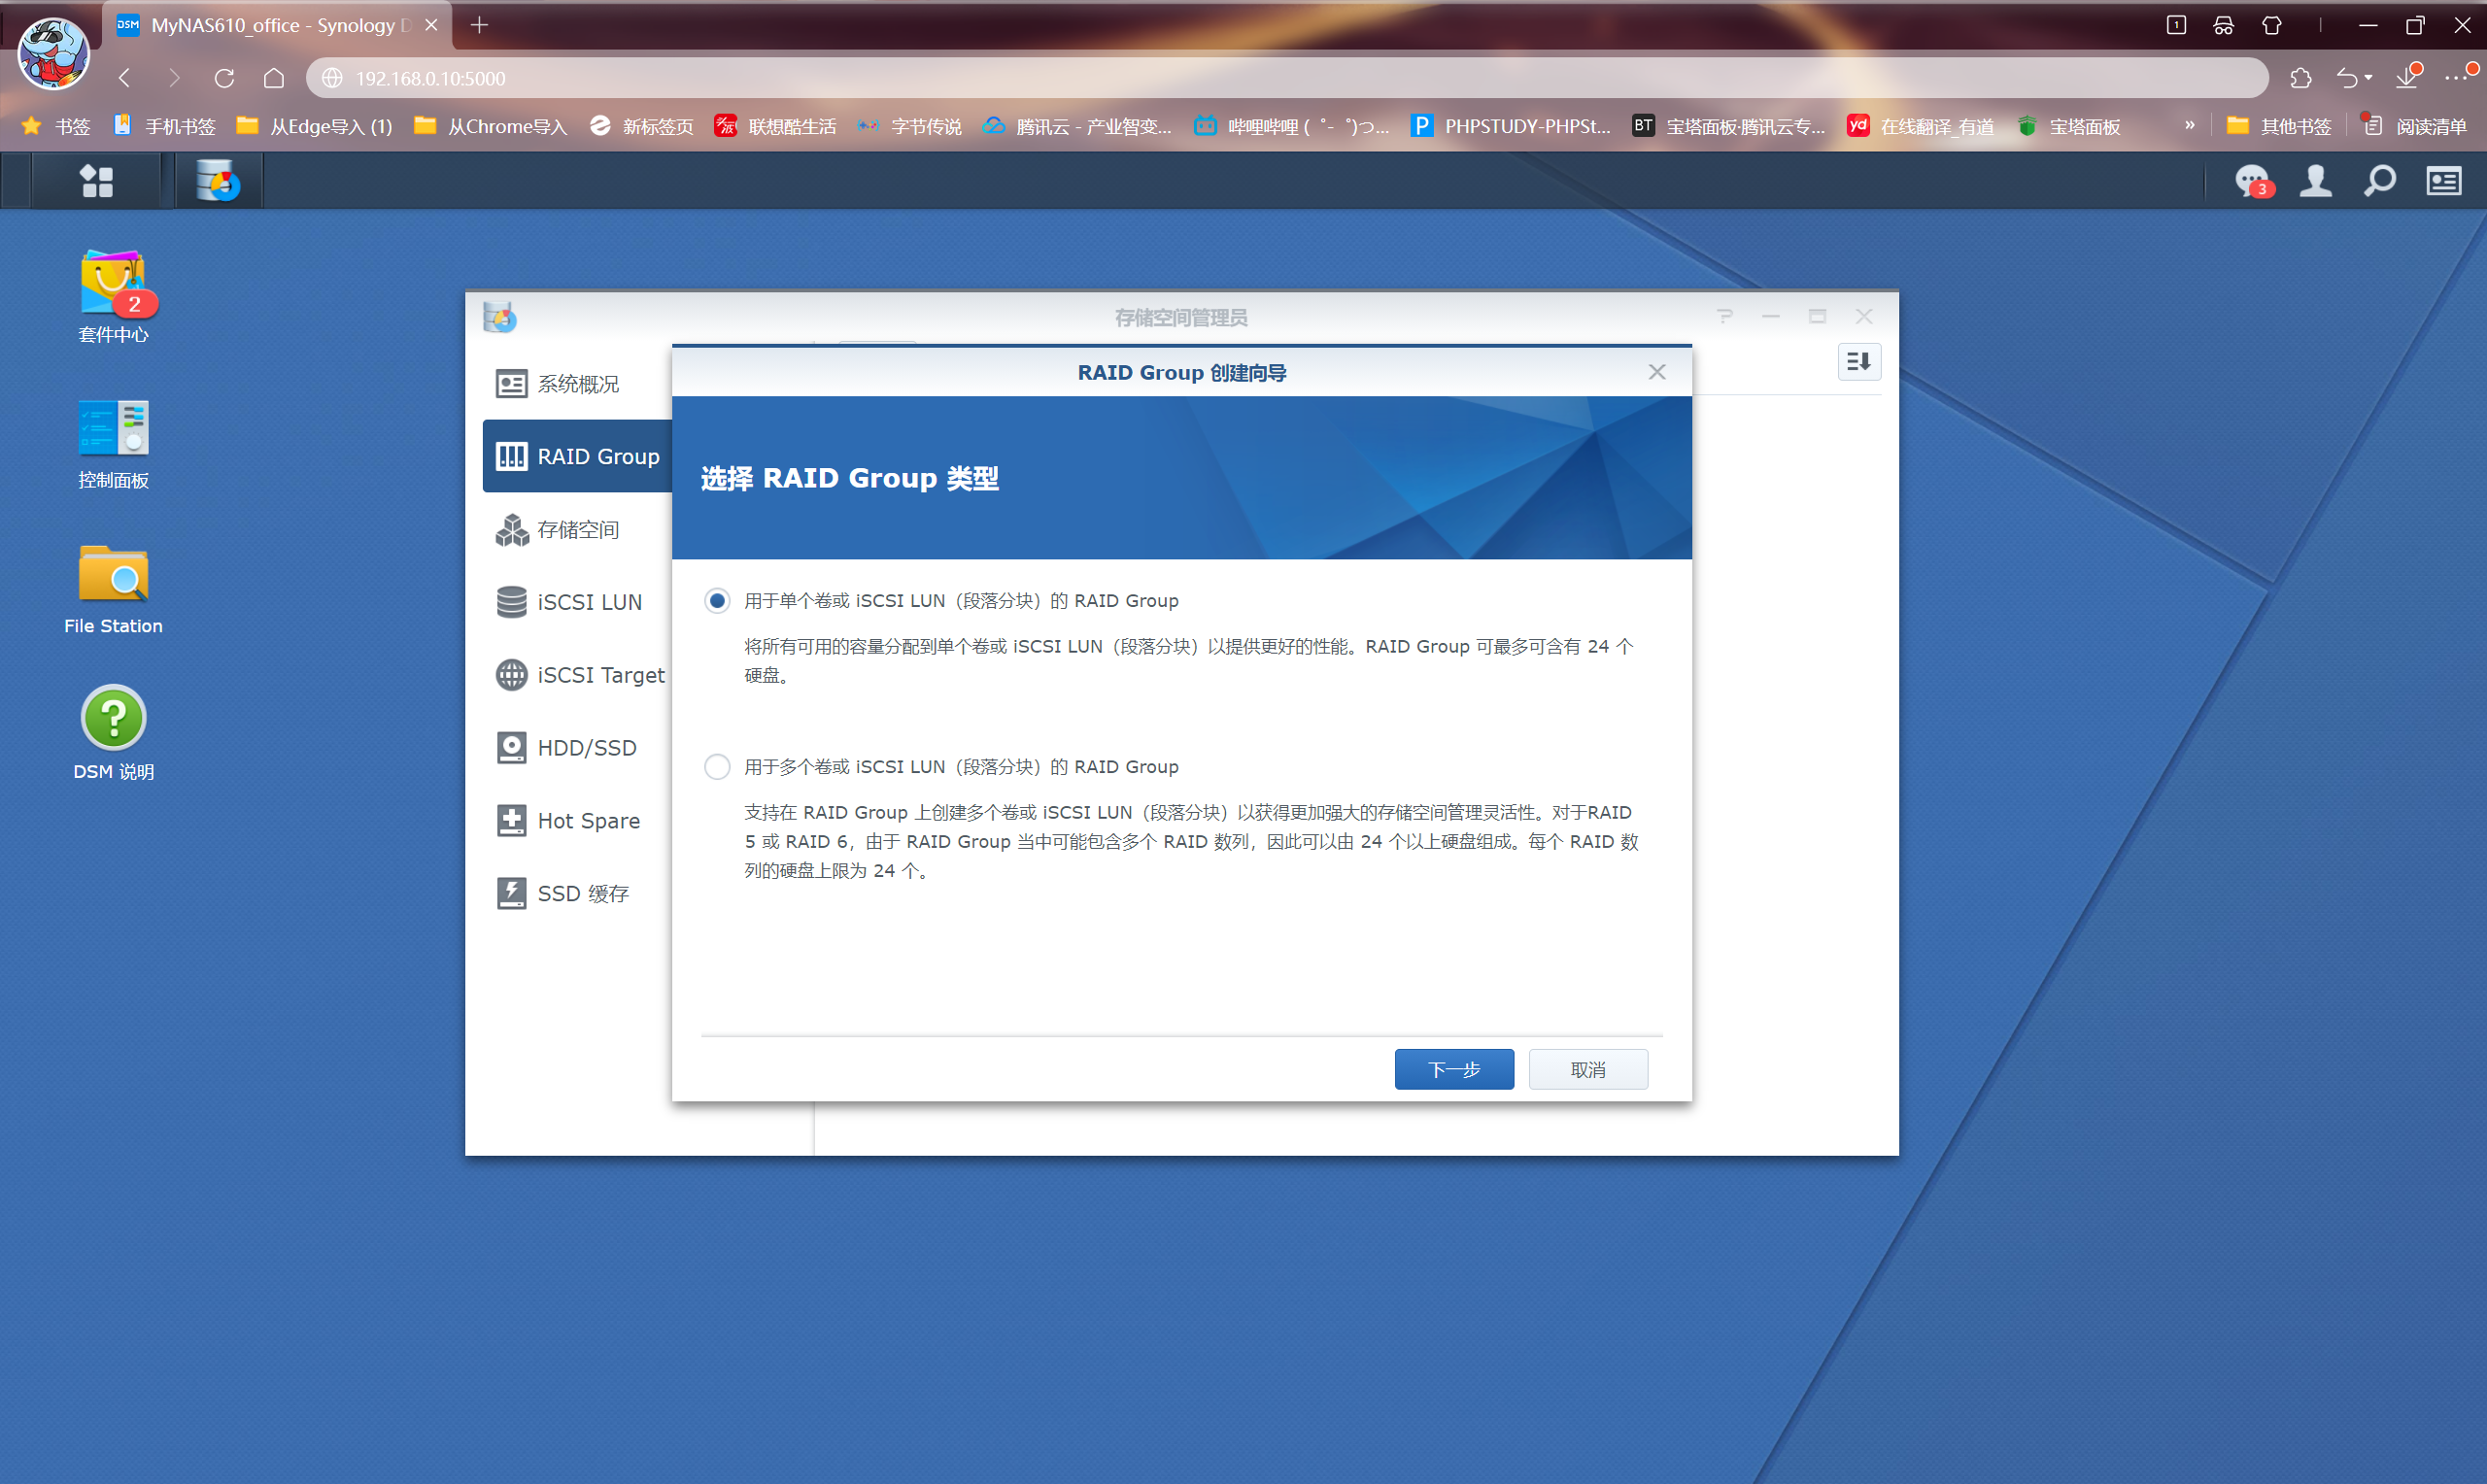 MyNAS610_office - Synology D
1
192.168.0.10:5000
书签
手机书签
从Edge导入 (1)
从Chrome导入
新标签页
联想酷生活
字节传说
腾讯云 - 产业智变...
哔哩哔哩 (゜-゜)つ...
PHPSTUDY-PHPSt...
宝塔面板·腾讯云专...
在线翻译_有道
宝塔面板
»
其他书签
阅读清单
3
2
套件中心
控制面板
File Station
DSM 说明
存储空间管理员
系统概况
RAID Group
存储空间
iSCSI LUN
iSCSI Target
HDD/SSD
Hot Spare
SSD 缓存
RAID Group 创建向导
选择 RAID Group 类型
用于单个卷或 iSCSI LUN（段落分块）的 RAID Group
将所有可用的容量分配到单个卷或 iSCSI LUN（段落分块）以提供更好的性能。RAID Group 可最多可含有 24 个
硬盘。
用于多个卷或 iSCSI LUN（段落分块）的 RAID Group
支持在 RAID Group 上创建多个卷或 iSCSI LUN（段落分块）以获得更加强大的存储空间管理灵活性。对于RAID
5 或 RAID 6，由于 RAID Group 当中可能包含多个 RAID 数列，因此可以由 24 个以上硬盘组成。每个 RAID 数
列的硬盘上限为 24 个。
下一步
取消